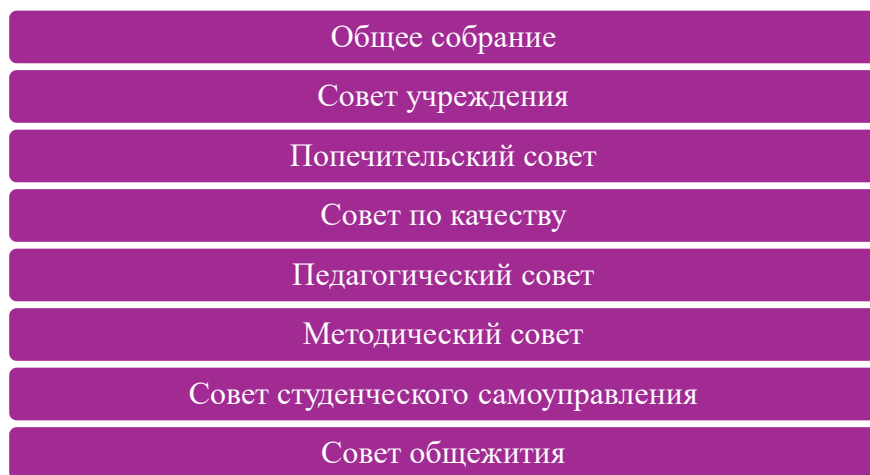 Общее собрание
Совет учреждения
Попечительский совет
Совет по качеству
Педагогический совет
Методический совет
Совет студенческого самоуправления
Совет общежития